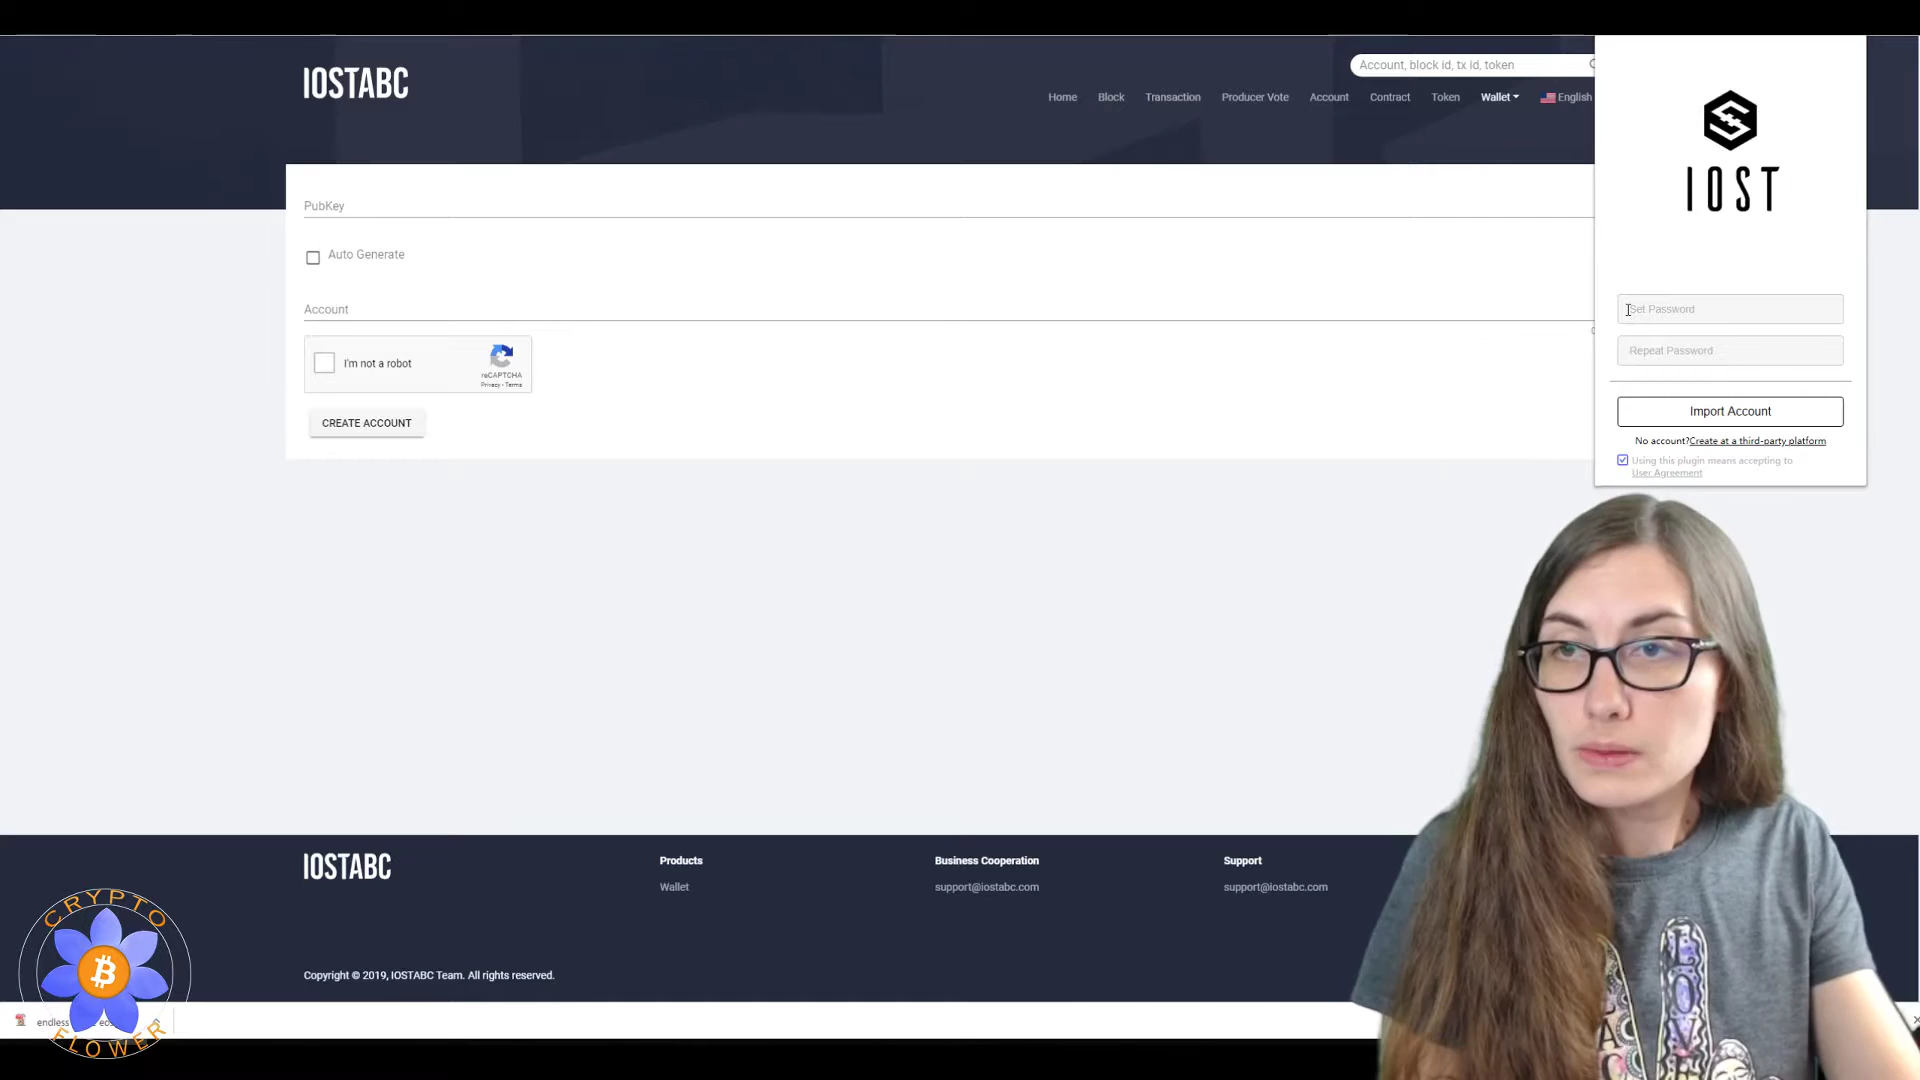 IOSTABC
Account, block id, tx id, token
Home Block Transaction Producer Vote Account Contract Token Wallet English
PubKey
Auto Generate
Account
I'm not a robot
reCAPTCHA
Privacy - Terms
CREATE ACCOUNT
IOST
Set Password
Repeat Password
Import Account
No account?Create at a third-party platform
Using this plugin means accepting to
User Agreement
IOSTABC
Products
Wallet
Business Cooperation
support@iostabc.com
Support
support@iostabc.com
Copyright © 2019, IOSTABC Team. All rights reserved.
CRYPTO
FLOWER
endless
LOVE